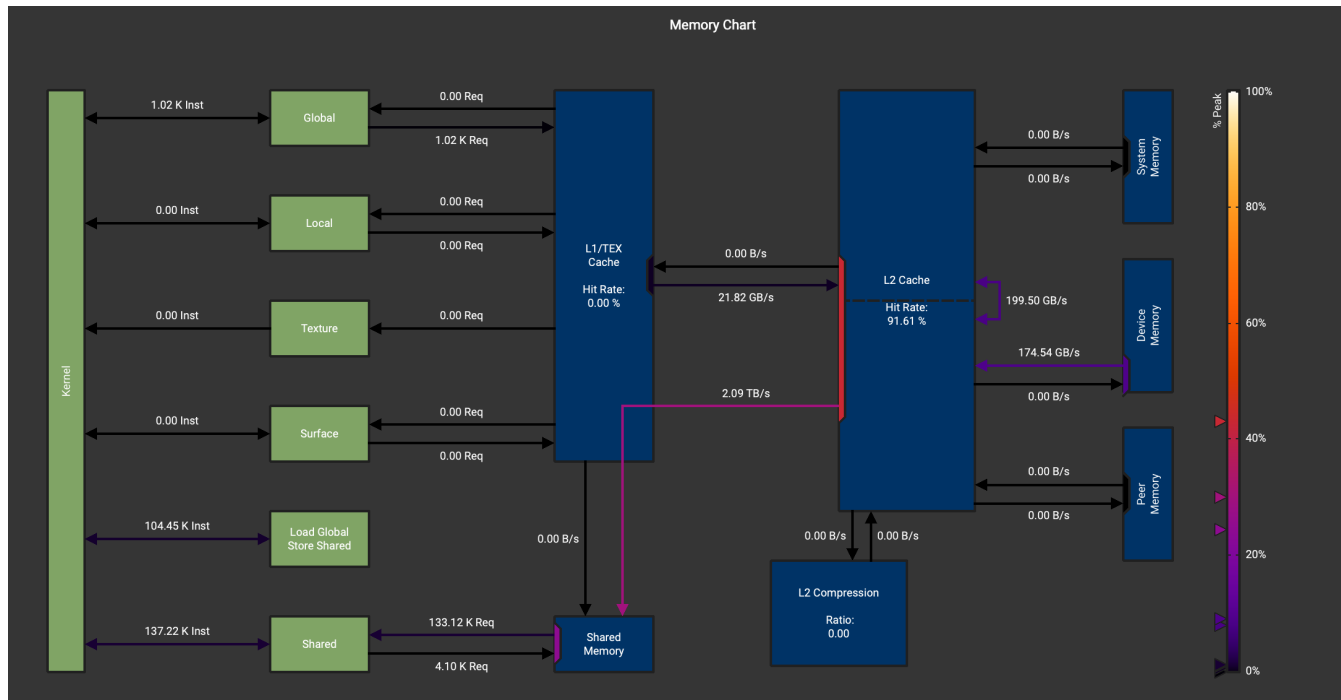 Memory Chart
Kernel
1.02 K Inst
Global
0.00 Req
1.02 K Req
0.00 Inst
Local
0.00 Req
0.00 Req
0.00 Inst
Texture
0.00 Req
0.00 Inst
Surface
0.00 Req
0.00 Req
104.45 K Inst
Load Global
Store Shared
137.22 K Inst
Shared
133.12 K Req
4.10 K Req
L1/TEX
Cache
Hit Rate:
0.00 %
0.00 B/s
Shared
Memory
0.00 B/s
21.82 GB/s
2.09 TB/s
L2 Cache
Hit Rate:
91.61 %
0.00 B/s
0.00 B/s
L2 Compression
Ratio:
0.00
0.00 B/s
0.00 B/s
System
Memory
199.50 GB/s
174.54 GB/s
0.00 B/s
Device
Memory
0.00 B/s
0.00 B/s
Peer
Memory
% Peak
100%
80%
60%
40%
20%
0%